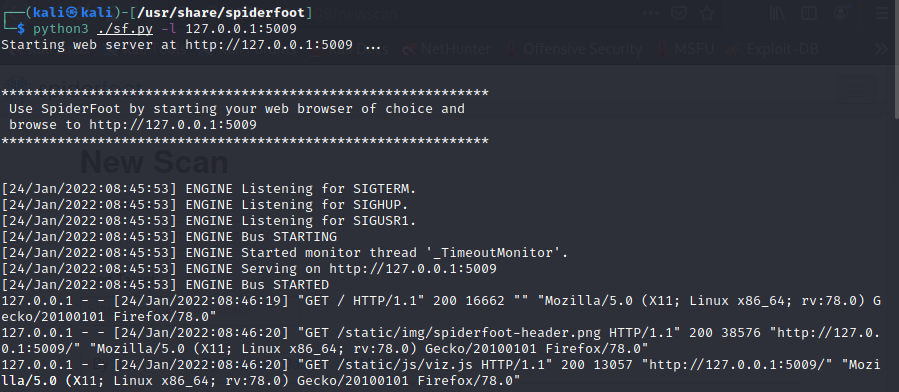 ┌──(kali㉿kali)-[/usr/share/spiderfoot]
└─$ python3 ./sf.py -l 127.0.0.1:5009
Starting web server at http://127.0.0.1:5009 ...
NetHunter Offensive Security MSFU Exploit-DB
*************************************************************
Use SpiderFoot by starting your web browser of choice and
browse to http://127.0.0.1:5009
*************************************************************
New Scan
[24/Jan/2022:08:45:53] ENGINE Listening for SIGTERM.
[24/Jan/2022:08:45:53] ENGINE Listening for SIGHUP.
[24/Jan/2022:08:45:53] ENGINE Listening for SIGUSR1.
[24/Jan/2022:08:45:53] ENGINE Bus STARTING
[24/Jan/2022:08:45:53] ENGINE Started monitor thread '_TimeoutMonitor'.
[24/Jan/2022:08:45:53] ENGINE Serving on http://127.0.0.1:5009
[24/Jan/2022:08:45:53] ENGINE Bus STARTED
127.0.0.1 - - [24/Jan/2022:08:46:19] "GET / HTTP/1.1" 200 16662 "" "Mozilla/5.0 (X11; Linux x86_64; rv:78.0) G
ecko/20100101 Firefox/78.0"
127.0.0.1 - - [24/Jan/2022:08:46:20] "GET /static/img/spiderfoot-header.png HTTP/1.1" 200 38576 "http://127.0.
0.1:5009/" "Mozilla/5.0 (X11; Linux x86_64; rv:78.0) Gecko/20100101 Firefox/78.0"
127.0.0.1 - - [24/Jan/2022:08:46:20] "GET /static/js/viz.js HTTP/1.1" 200 13057 "http://127.0.0.1:5009/" "Mozi
lla/5.0 (X11; Linux x86_64; rv:78.0) Gecko/20100101 Firefox/78.0"